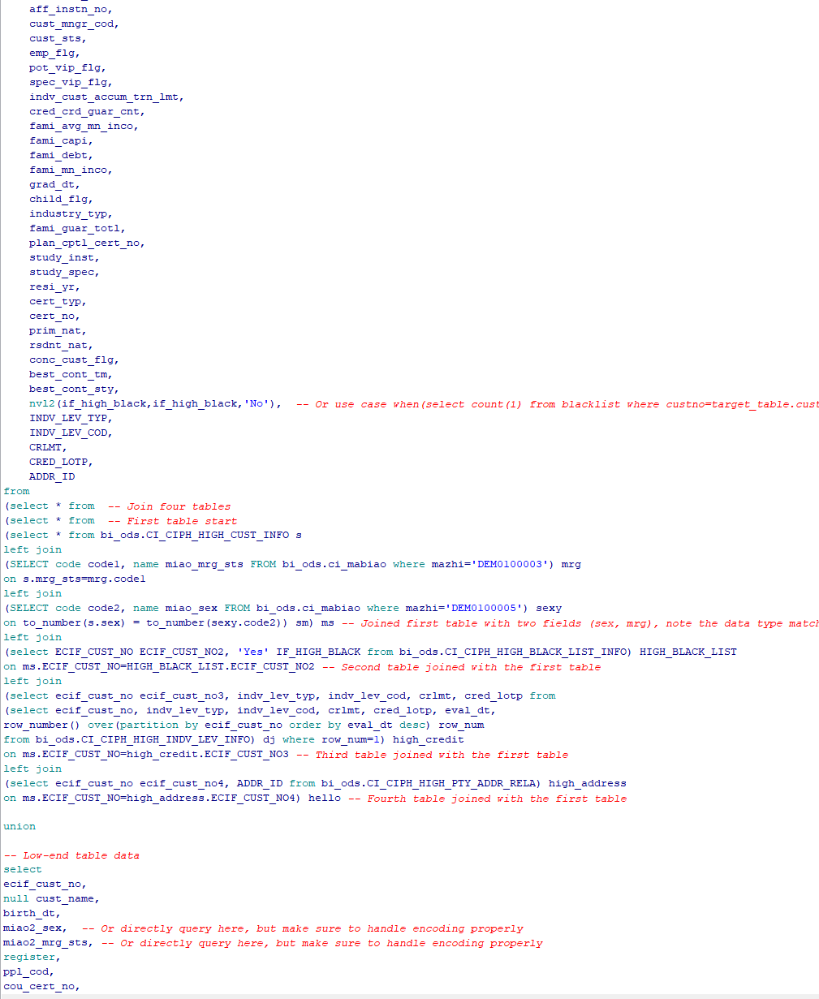 aff_instn_no,
cust_mngr_cod,
cust_sts,
emp_flg,
pot_vip_flg,
spec_vip_flg,
indv_cust_accum_trn_lmt,
cred_crd_guar_cnt,
fami_avg_mn_inco,
fami_capi,
fami_debt,
fami_mn_inco,
grad_dt,
child_flg,
industry_typ,
fami_guar_totl,
plan_cptl_cert_no,
study_inst,
study_spec,
resi_yr,
cert_typ,
cert_no,
prim_nat,
rsdnt_nat,
conc_cust_flg,
best_cont_tm,
best_cont_sty,
nvl2(if_high_black,if_high_black,'No'),  -- Or use case when(select count(1) from blacklist where custno=target_table.cust
INDV_LEV_TYP,
INDV_LEV_COD,
CRLMT,
CRED_LOTP,
ADDR_ID
from
(select * from  -- Join four tables
(select * from  -- First table start
(select * from bi_ods.CI_CIPH_HIGH_CUST_INFO s
left join
(SELECT code code1, name miao_mrg_sts FROM bi_ods.ci_mabiao where mazhi='DEM0100003') mrg
on s.mrg_sts=mrg.code1
left join
(SELECT code code2, name miao_sex FROM bi_ods.ci_mabiao where mazhi='DEM0100005') sexy
on to_number(s.sex) = to_number(sexy.code2)) sm) ms -- Joined first table with two fields (sex, mrg), note the data type match
left join
(select ECIF_CUST_NO ECIF_CUST_NO2, 'Yes' IF_HIGH_BLACK from bi_ods.CI_CIPH_HIGH_BLACK_LIST_INFO) HIGH_BLACK_LIST
on ms.ECIF_CUST_NO=HIGH_BLACK_LIST.ECIF_CUST_NO2 -- Second table joined with the first table
left join
(select ecif_cust_no ecif_cust_no3, indv_lev_typ, indv_lev_cod, crlmt, cred_lotp from
(select ecif_cust_no, indv_lev_typ, indv_lev_cod, crlmt, cred_lotp, eval_dt,
row_number() over(partition by ecif_cust_no order by eval_dt desc) row_num
from bi_ods.CI_CIPH_HIGH_INDV_LEV_INFO) dj where row_num=1) high_credit
on ms.ECIF_CUST_NO=high_credit.ECIF_CUST_NO3 -- Third table joined with the first table
left join
(select ecif_cust_no ecif_cust_no4, ADDR_ID from bi_ods.CI_CIPH_HIGH_PTY_ADDR_RELA) high_address
on ms.ECIF_CUST_NO=high_address.ECIF_CUST_NO4) hello -- Fourth table joined with the first table
union
-- Low-end table data
select
ecif_cust_no,
null cust_name,
birth_dt,
miao2_sex,  -- Or directly query here, but make sure to handle encoding properly
miao2_mrg_sts, -- Or directly query here, but make sure to handle encoding properly
register,
ppl_cod,
cou_cert_no,